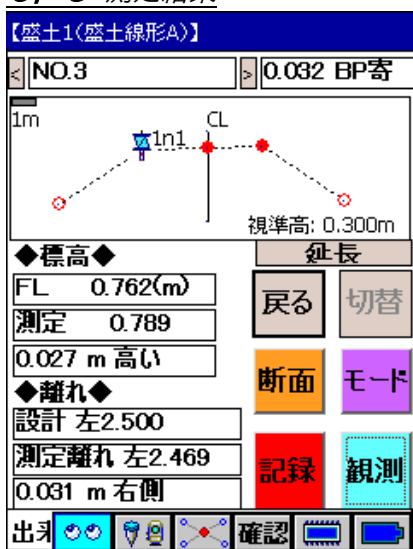 【盛土1(盛土線形A)】
< NO.3 > 0.032 BP寄
1m
CL
1n1
視準高: 0.300m
◆標高◆
延長
FL 0.762(m)
戻る
切替
測定 0.789
0.027 m 高い
断面
モード
◆離れ◆
設計 左2.500
測定離れ 左2.469
記録
観測
0.031 m 右側
確認